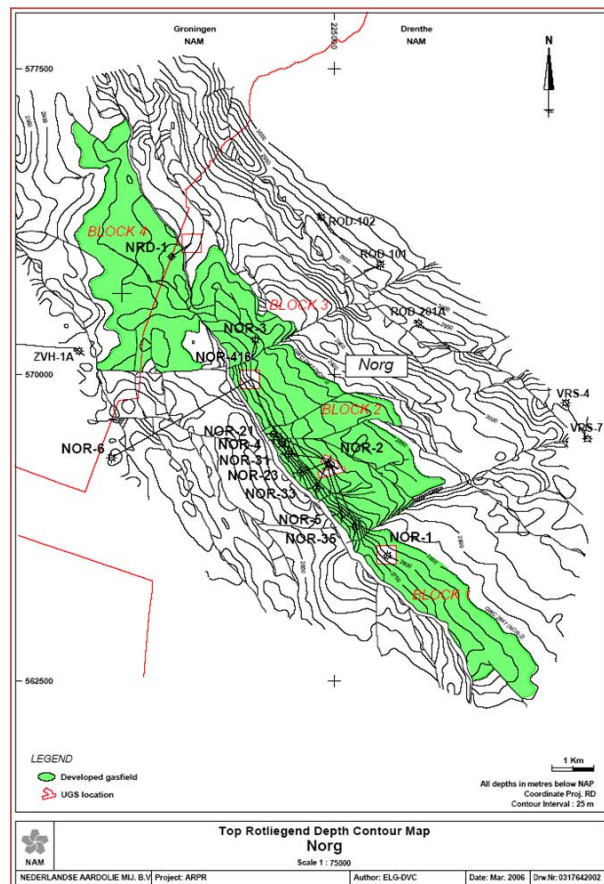 Groningen
NAM
225000
Drenthe
NAM
N
577500
BLOCK 4
NRD-1
ROD-102
ROD-101
BLOCK 3
ROD-201A
NOR-3
ZVH-1A
NOR-416
Norg
570000
VRS-4
BLOCK 2
VRS-7
NOR-21
NOR-4
NOR-2
NOR-6
NOR-31
NOR-23
NOR-33
NOR-5
NOR-35
NOR-1
BLOCK 1
562500
LEGEND
Developed gasfield
UGS location
1 Km
All depths in metres below NAP
Coordinate Proj. RD
Contour Interval : 25 m
Top Rotliegend Depth Contour Map
Norg
Scale 1 : 75000
NAM
NEDERLANDSE AARDOLIE MIJ. B.V. Project: ARPR Author: ELG-DVC Date: Mar. 2006 Drw.Nr: 0317642002